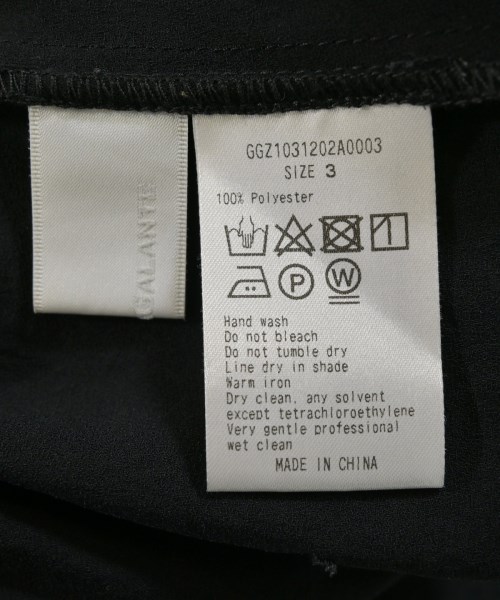 GALANTE
GGZ1031202A0003
SIZE 3
100% Polyester
P
W
Hand wash
Do not bleach
Do not tumble dry
Line dry in shade
Warm iron
Dry clean, any solvent
except tetrachloroethylene
Very gentle professional
wet clean
MADE IN CHINA